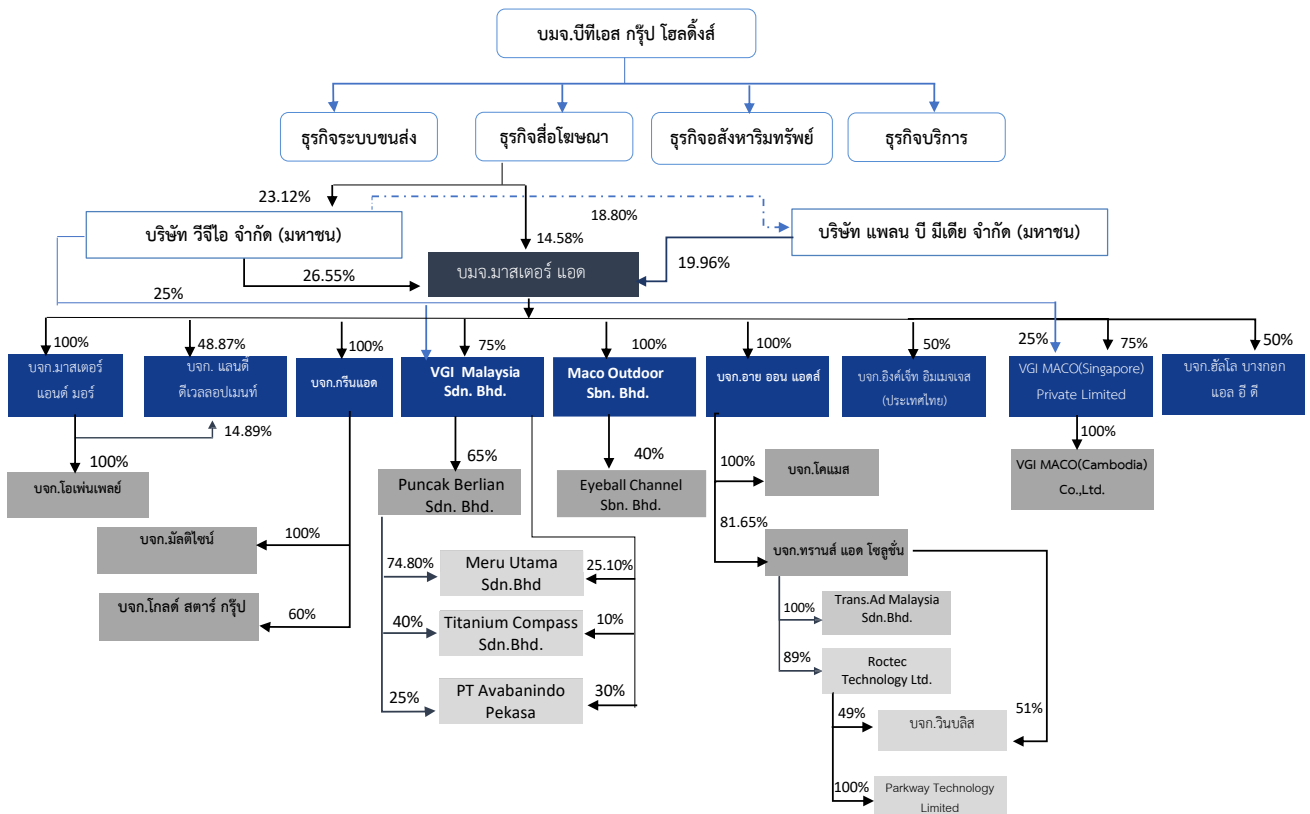 บมจ.บีทีเอส กรุ๊ป โฮลดิ้งส์
ธุรกิจระบบขนส่ง
ธุรกิจสื่อโฆษณา
ธุรกิจอสังหาริมทรัพย์
ธุรกิจบริการ
23.12%
18.80%
บริษัท วีจีไอ จำกัด (มหาชน)
บริษัท แพลน บี มีเดีย จำกัด (มหาชน)
14.58%
26.55%
บมจ.มาสเตอร์ แอด
19.96%
25%
100%
48.87%
100%
75%
100%
100%
50%
25%
75%
50%
บจก.มาสเตอร์
แอนด์ มอร์
บจก. แลนดี้
ดีเวลลอปเมนท์
บจก.กรีนแอด
VGI Malaysia
Sdn. Bhd.
Maco Outdoor
Sbn. Bhd.
บจก.อาย ออน แอดส์
บจก.อิงค์เจ็ท อิมเมจเจส
(ประเทศไทย)
VGI MACO(Singapore)
Private Limited
บจก.ฮัลโล บางกอก
แอล อี ดี
14.89%
100%
65%
40%
100%
100%
บจก.โอเพ่นเพลย์
Puncak Berlian
Sdn. Bhd.
Eyeball Channel
Sbn. Bhd.
บจก.โคแมส
VGI MACO(Cambodia)
Co.,Ltd.
100%
บจก.มัลติไซน์
81.65%
บจก.ทรานส์ แอด โซลูชั่น
74.80%
Meru Utama
Sdn.Bhd
25.10%
บจก.โกลด์ สตาร์ กรุ๊ป
60%
40%
Titanium Compass
Sdn.Bhd.
10%
100%
Trans.Ad Malaysia
Sdn.Bhd.
89%
Roctec
Technology Ltd.
25%
PT Avabanindo
Pekasa
30%
49%
บจก.วินบลิส
51%
100%
Parkway Technology
Limited